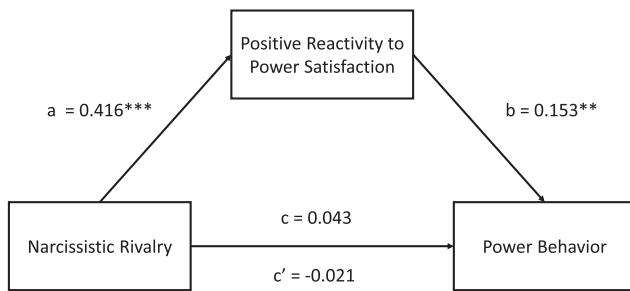 Positive Reactivity to
Power Satisfaction
a = 0.416***
b = 0.153**
Narcissistic Rivalry
c = 0.043
c’ = -0.021
Power Behavior